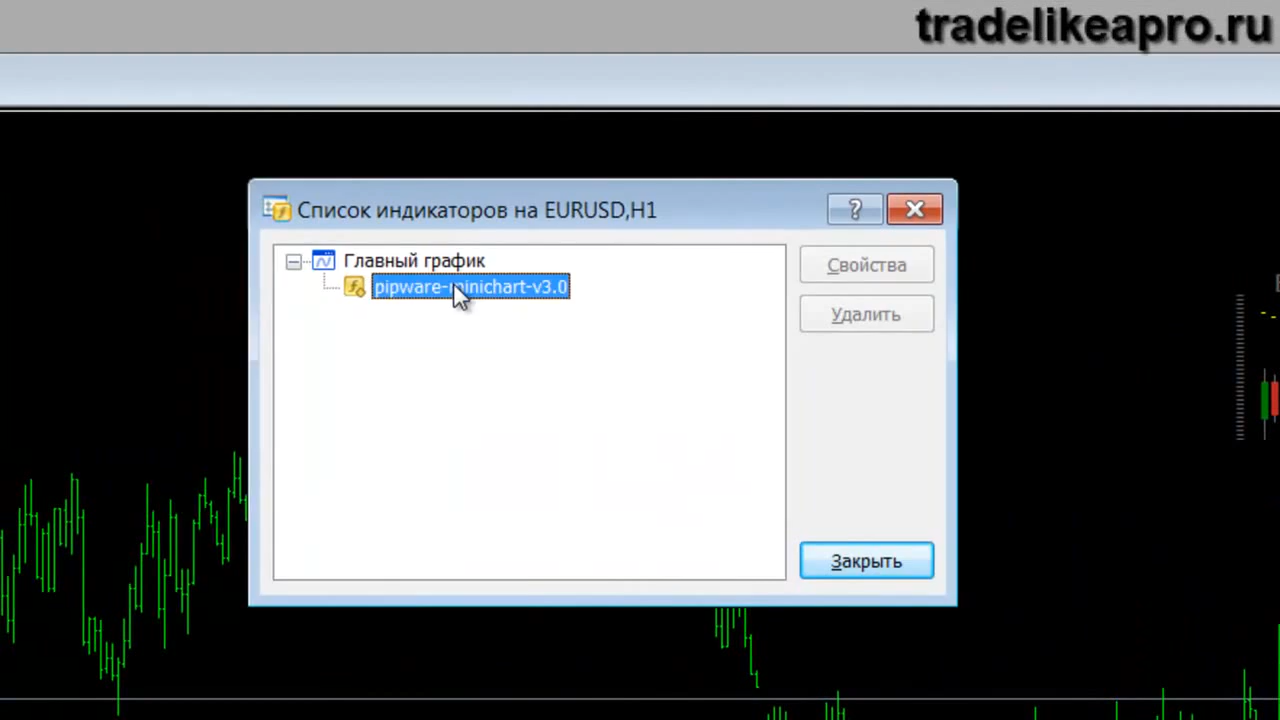 tradelikeapro.ru
Список индикаторов на EURUSD,H1
?
Главный график
pipware-minichart-v3.0
Свойства
Удалить
Закрыть